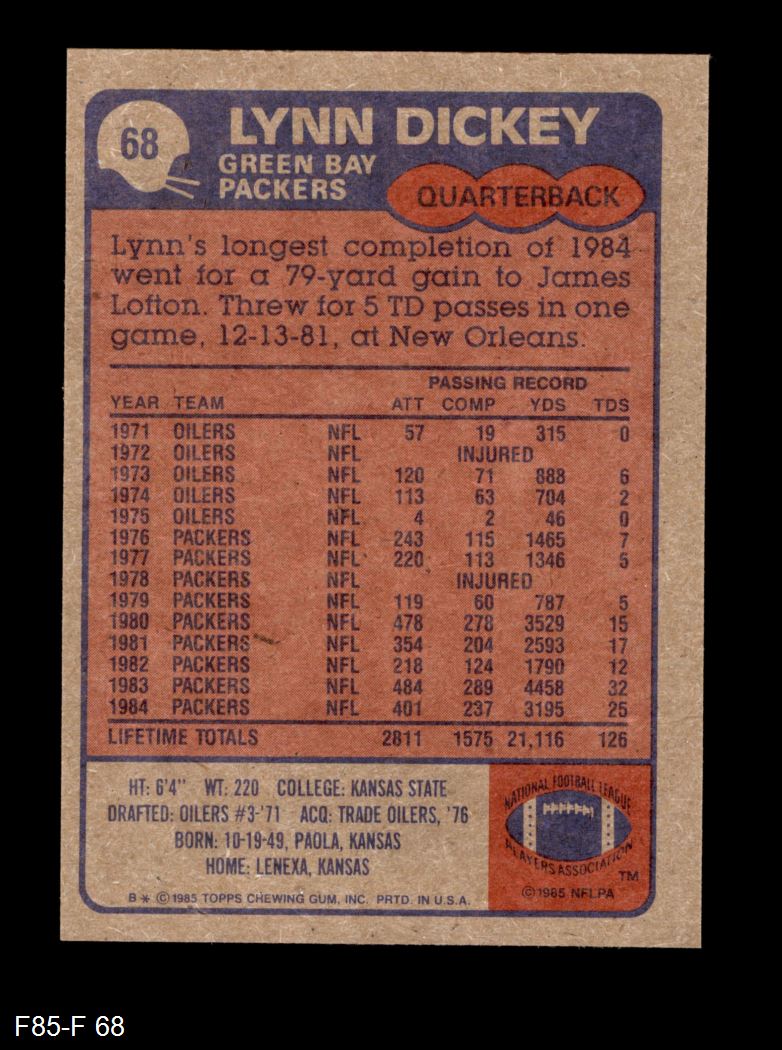 68
LYNN DICKEY
GREEN BAY
PACKERS
QUARTERBACK
Lynn's longest completion of 1984
went for a 79-yard gain to James
Lofton. Threw for 5 TD passes in one
game, 12-13-81, at New Orleans.
PASSING RECORD
YEAR TEAM ATT COMP YDS TDS
1971 OILERS NFL 57 19 315 0
1972 OILERS NFL INJURED
1973 OILERS NFL 120 71 888 6
1974 OILERS NFL 113 63 704 2
1975 OILERS NFL 4 2 46 0
1976 PACKERS NFL 243 115 1465 7
1977 PACKERS NFL 220 113 1346 5
1978 PACKERS NFL INJURED
1979 PACKERS NFL 119 60 787 5
1980 PACKERS NFL 478 278 3529 15
1981 PACKERS NFL 354 204 2593 17
1982 PACKERS NFL 218 124 1790 12
1983 PACKERS NFL 484 289 4458 32
1984 PACKERS NFL 401 237 3195 25
LIFETIME TOTALS 2811 1575 21,116 126
HT: 6'4" WT: 220 COLLEGE: KANSAS STATE
DRAFTED: OILERS #3-'71 ACQ: TRADE OILERS, '76
BORN: 10-19-49, PAOLA, KANSAS
HOME: LENEXA, KANSAS
B * © 1985 TOPPS CHEWING GUM, INC. PRTD. IN U.S.A.
NATIONAL FOOTBALL LEAGUE
PLAYERS ASSOCIATION
TM
© 1985 NFLPA
F85-F 68